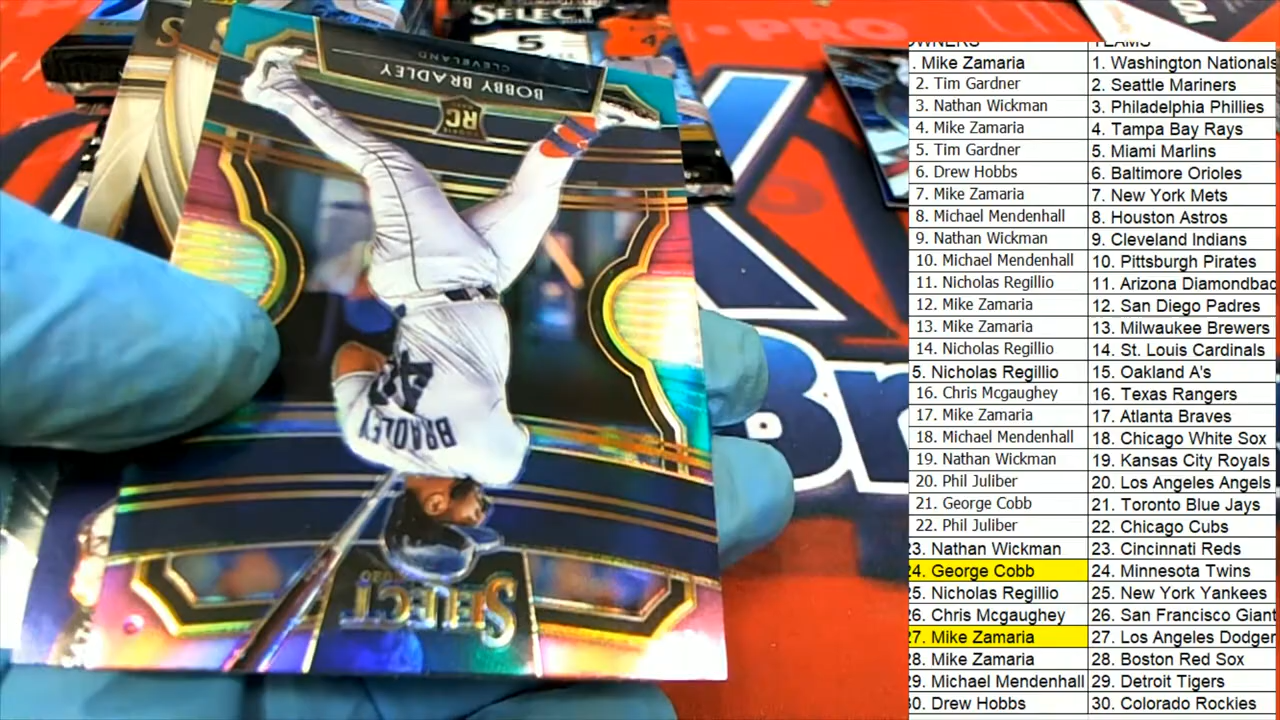 SELECT
5
4
PRO
CLEVELAND
BOBBY BRADLEY
RC
42
BRADLEY
SELECT
Br
OWNERS TEAMS
. Mike Zamaria 1. Washington Nationals
2. Tim Gardner 2. Seattle Mariners
3. Nathan Wickman 3. Philadelphia Phillies
4. Mike Zamaria 4. Tampa Bay Rays
5. Tim Gardner 5. Miami Marlins
6. Drew Hobbs 6. Baltimore Orioles
7. Mike Zamaria 7. New York Mets
8. Michael Mendenhall 8. Houston Astros
9. Nathan Wickman 9. Cleveland Indians
10. Michael Mendenhall 10. Pittsburgh Pirates
11. Nicholas Regillio 11. Arizona Diamondbac
12. Mike Zamaria 12. San Diego Padres
13. Mike Zamaria 13. Milwaukee Brewers
14. Nicholas Regillio 14. St. Louis Cardinals
5. Nicholas Regillio 15. Oakland A's
16. Chris Mcgaughey 16. Texas Rangers
17. Mike Zamaria 17. Atlanta Braves
18. Michael Mendenhall 18. Chicago White Sox
19. Nathan Wickman 19. Kansas City Royals
20. Phil Juliber 20. Los Angeles Angels
21. George Cobb 21. Toronto Blue Jays
22. Phil Juliber 22. Chicago Cubs
23. Nathan Wickman 23. Cincinnati Reds
24. George Cobb 24. Minnesota Twins
25. Nicholas Regillio 25. New York Yankees
26. Chris Mcgaughey 26. San Francisco Giant
27. Mike Zamaria 27. Los Angeles Dodger
28. Mike Zamaria 28. Boston Red Sox
29. Michael Mendenhall 29. Detroit Tigers
30. Drew Hobbs 30. Colorado Rockies